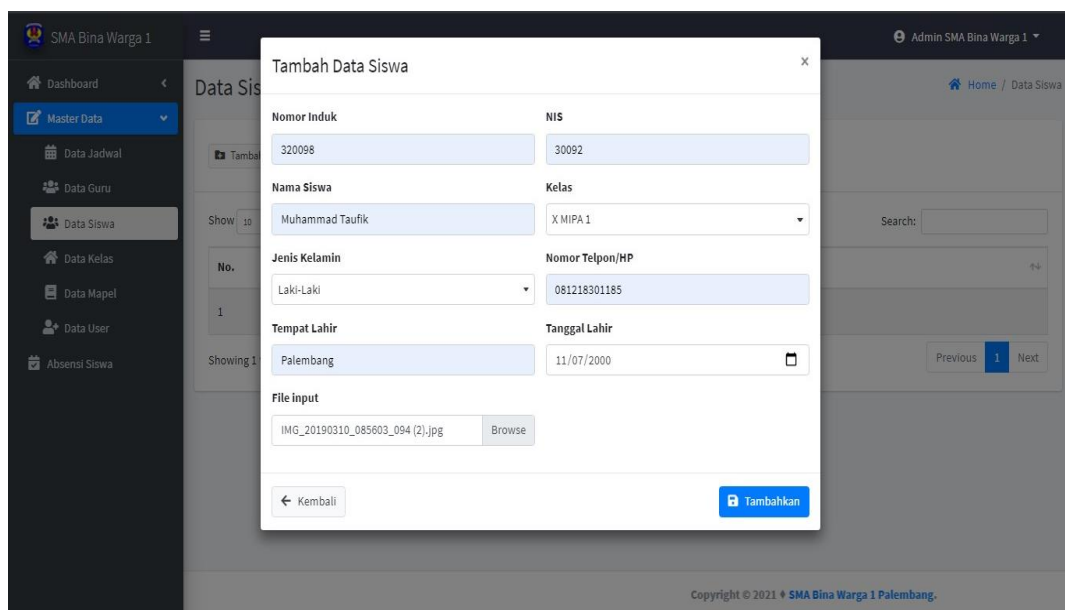 SMA Bina Warga 1
Admin SMA Bina Warga 1
Tambah Data Siswa
x
Dashboard
Data Sis
Home / Data Siswa
Master Data
Nomor Induk NIS
Data Jadwal
Tambal
320098 30092
Data Guru
Nama Siswa Kelas
Data Siswa
Show 10
Muhammad Taufik X MIPA 1
Search:
Data Kelas
No.
Jenis Kelamin Nomor Telpon/HP
Data Mapel
Laki-Laki 081218301185
1
Data User
Tempat Lahir Tanggal Lahir
Absensi Siswa
Showing 1
Palembang 11/07/2000
Previous 1 Next
File input
IMG_20190310_085603_094 (2).jpg Browse
Kembali Tambahkan
Copyright © 2021 SMA Bina Warga 1 Palembang.